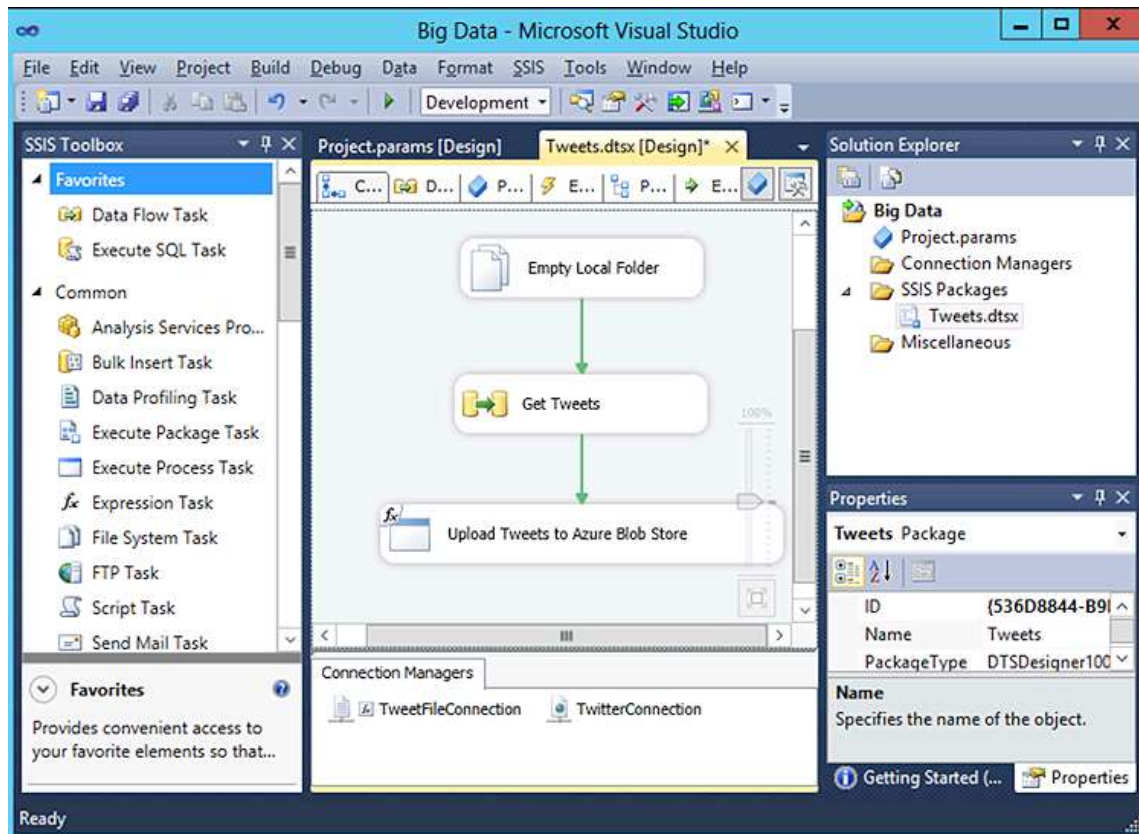 Big Data - Microsoft Visual Studio
File Edit View Project Build Debug Data Format SSIS Tools Window Help
Development
SSIS Toolbox
Favorites
Data Flow Task
Execute SQL Task
Common
Analysis Services Pro...
Bulk Insert Task
Data Profiling Task
Execute Package Task
Execute Process Task
Expression Task
File System Task
FTP Task
Script Task
Send Mail Task
Favorites
Provides convenient access to
your favorite elements so that...
Project.params [Design] Tweets.dtsx [Design]*
C... D... P... E... P... E...
Empty Local Folder
Get Tweets
100%
Upload Tweets to Azure Blob Store
Connection Managers
TweetFileConnection TwitterConnection
Solution Explorer
Big Data
Project.params
Connection Managers
SSIS Packages
Tweets.dtsx
Miscellaneous
Properties
Tweets Package
ID {536D8844-B9
Name Tweets
PackageType DTSDesigner100
Name
Specifies the name of the object.
Getting Started (... Properties
Ready